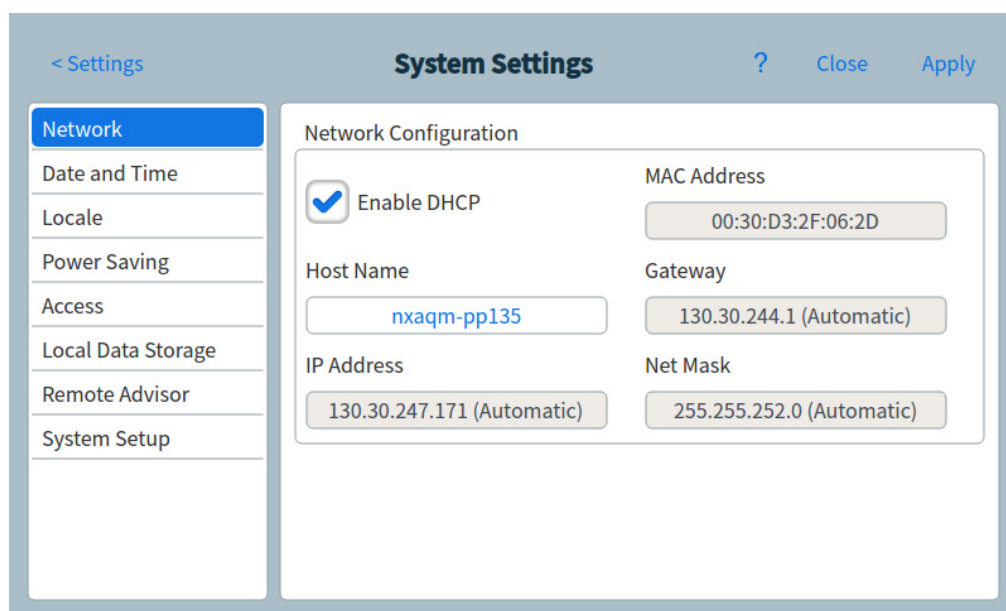 < Settings
System Settings
?
Close
Apply
Network
Date and Time
Locale
Power Saving
Access
Local Data Storage
Remote Advisor
System Setup
Network Configuration
Enable DHCP
MAC Address
00:30:D3:2F:06:2D
Host Name
nxaqm-pp135
Gateway
130.30.244.1 (Automatic)
IP Address
130.30.247.171 (Automatic)
Net Mask
255.255.252.0 (Automatic)